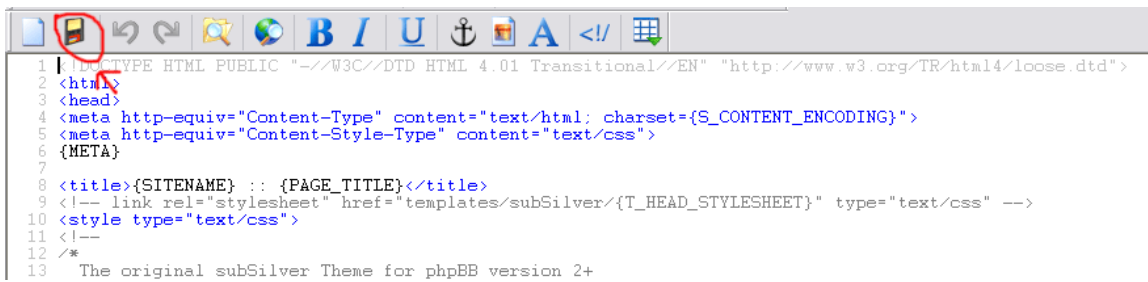 B I U A <!/
1 <!DOCTYPE HTML PUBLIC "-//W3C//DTD HTML 4.01 Transitional//EN" "http://www.w3.org/TR/html4/loose.dtd">
2 <html>
3 <head>
4 <meta http-equiv="Content-Type" content="text/html; charset={S_CONTENT_ENCODING}">
5 <meta http-equiv="Content-Style-Type" content="text/css">
6 {META}
7
8 <title>{SITENAME} :: {PAGE_TITLE}</title>
9 <!-- link rel="stylesheet" href="templates/subSilver/{T_HEAD_STYLESHEET}" type="text/css" -->
10 <style type="text/css">
11 <!--
12 /*
13 The original subSilver Theme for phpBB version 2+